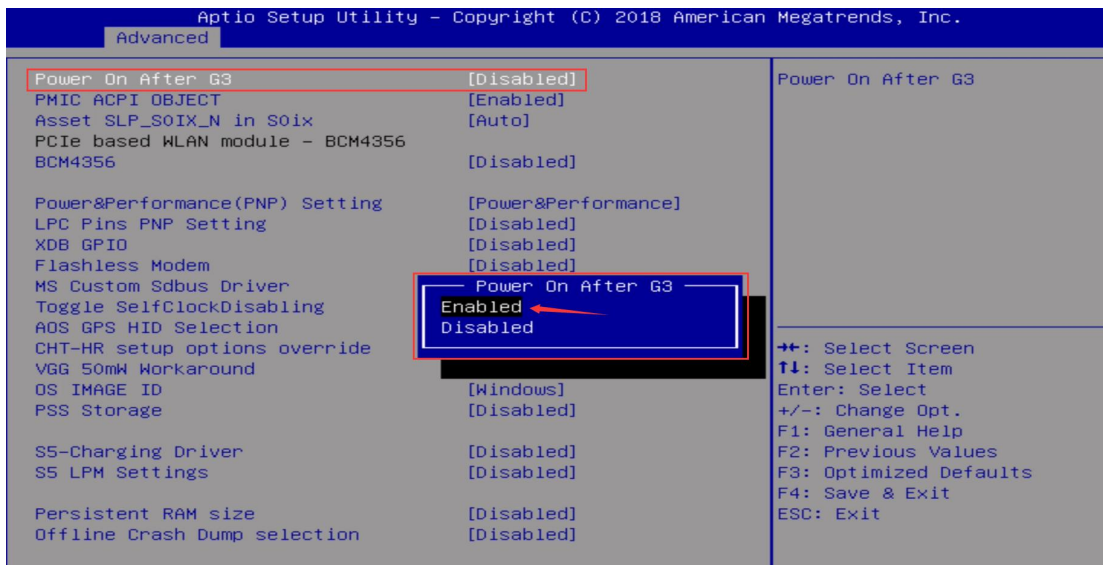 Aptio Setup Utility – Copyright (C) 2018 American Megatrends, Inc.
Advanced
Power On After G3 [Disabled]
PMIC ACPI OBJECT [Enabled]
Asset SLP_S0IX_N in S0ix [Auto]
PCIe based WLAN module – BCM4356
BCM4356 [Disabled]
Power&Performance(PNP) Setting [Power&Performance]
LPC Pins PNP Setting [Disabled]
XDB GPIO [Disabled]
Flashless Modem [Disabled]
MS Custom Sdbus Driver
Toggle SelfClockDisabling
AOS GPS HID Selection
CHT-HR setup options override
VGG 50mW Workaround
OS IMAGE ID [Windows]
PSS Storage [Disabled]
S5-Charging Driver [Disabled]
S5 LPM Settings [Disabled]
Persistent RAM size [Disabled]
Offline Crash Dump selection [Disabled]
Power On After G3
Enabled
Disabled
Power On After G3
→←: Select Screen
↑↓: Select Item
Enter: Select
+/-: Change Opt.
F1: General Help
F2: Previous Values
F3: Optimized Defaults
F4: Save & Exit
ESC: Exit